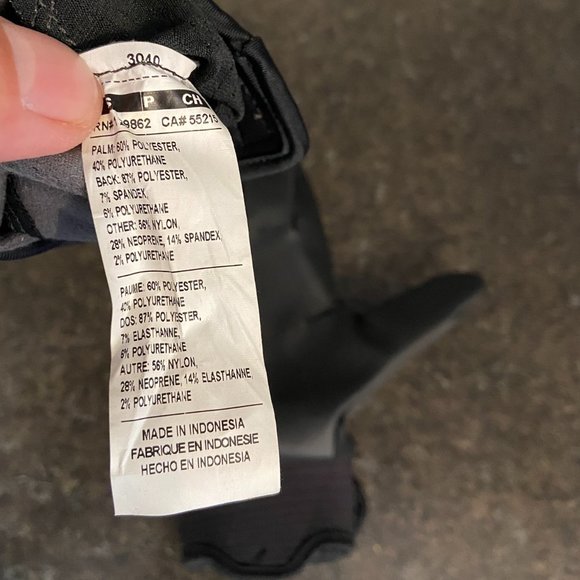 3040
S P CH
9862 CA# 55215
PALM: 60% POLYESTER,
40% POLYURETHANE
BACK: 87% POLYESTER,
7% SPANDEX,
6% POLYURETHANE
OTHER: 56% NYLON,
28% NEOPRENE, 14% SPANDEX,
2% POLYURETHANE
PAUME: 60% POLYESTER,
40% POLYURETHANE
DOS: 87% POLYESTER,
7% ELASTHANNE,
6% POLYURETHANE
AUTRE: 56% NYLON,
28% NEOPRENE, 14% ELASTHANNE,
2% POLYURETHANE
MADE IN INDONESIA
FABRIQUE EN INDONESIE
HECHO EN INDONESIA